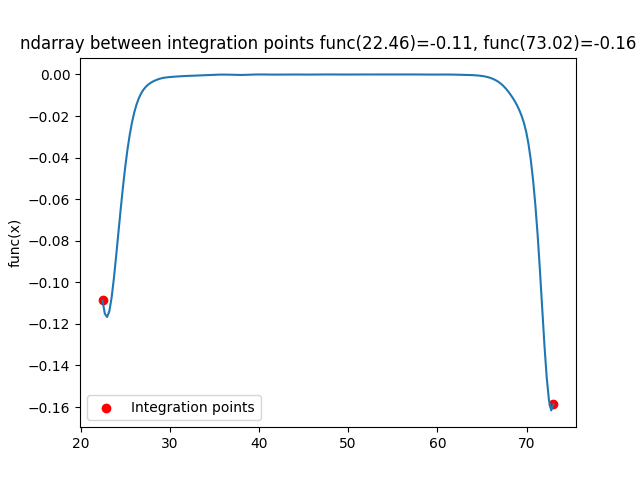 ndarray between integration points func(22.46)=-0.11, func(73.02)=-0.16
0.00
−0.02
−0.04
−0.06
−0.08
−0.10
−0.12
−0.14
−0.16
func(x)
Integration points
20 30 40 50 60 70